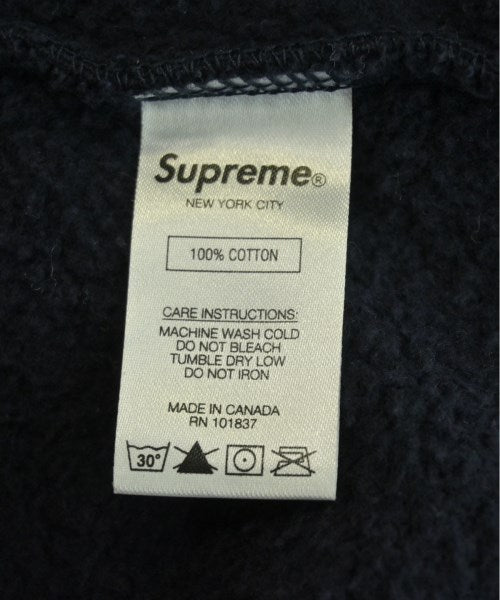 Supreme®
NEW YORK CITY
100% COTTON
CARE INSTRUCTIONS:
MACHINE WASH COLD
DO NOT BLEACH
TUMBLE DRY LOW
DO NOT IRON
MADE IN CANADA
RN 101837
30°